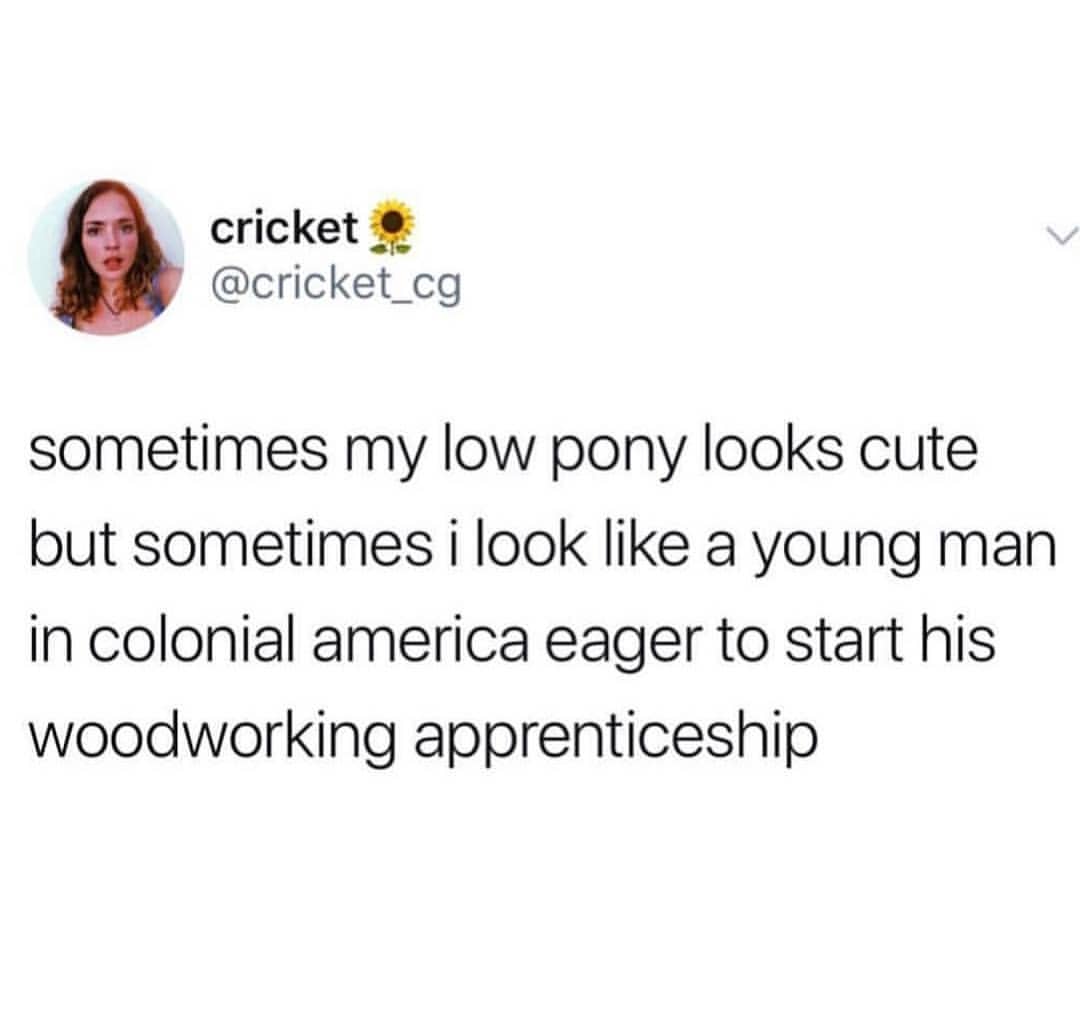 cricket🌻
@cricket_cg
sometimes my low pony looks cute
but sometimes i look like a young man
in colonial america eager to start his
woodworking apprenticeship